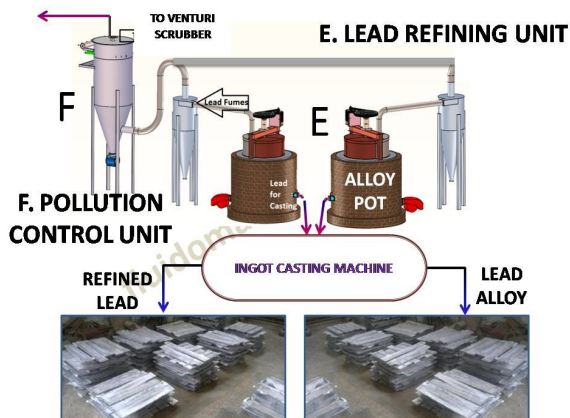 TO VENTURI
SCRUBBER
E. LEAD REFINING UNIT
F
Lead Fumes
E
Lead
for
Casting
ALLOY
POT
F. POLLUTION
CONTROL UNIT
INGOT CASTING MACHINE
REFINED
LEAD
LEAD
ALLOY